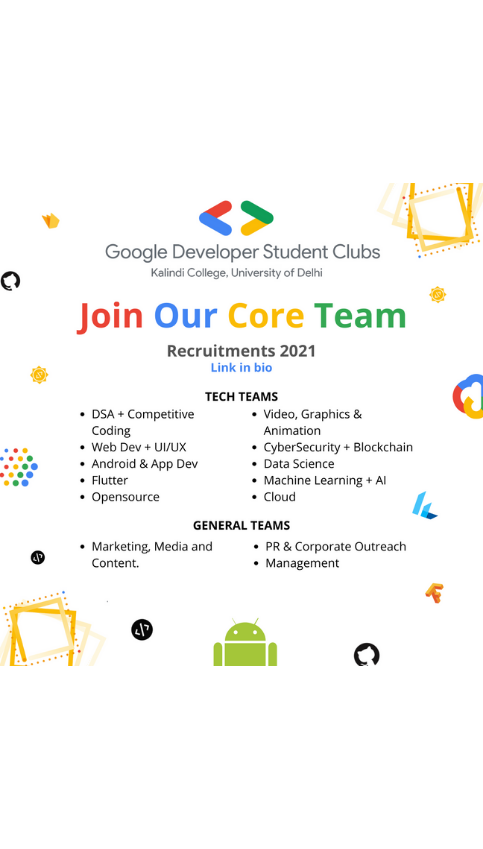 Google Developer Student Clubs
Kalindi College, University of Delhi
Join Our Core Team
Recruitments 2021
Link in bio
TECH TEAMS
• DSA + Competitive
Coding
• Web Dev + UI/UX
• Android & App Dev
• Flutter
• Opensource
• Video, Graphics &
Animation
• CyberSecurity + Blockchain
• Data Science
• Machine Learning + AI
• Cloud
GENERAL TEAMS
• Marketing, Media and
Content.
• PR & Corporate Outreach
• Management